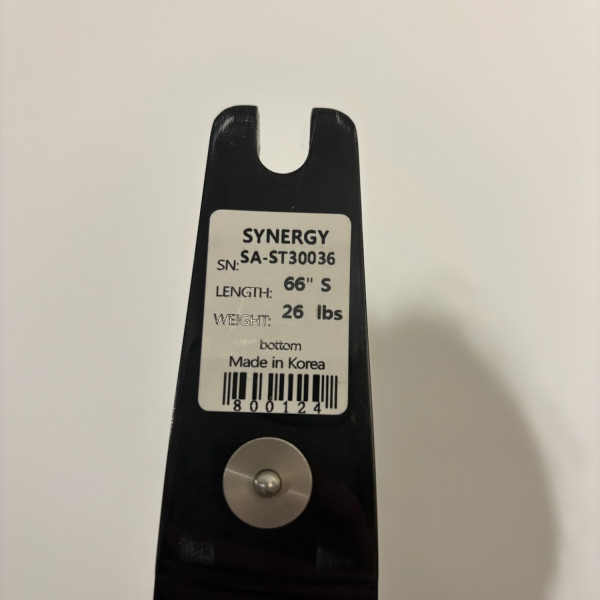 SYNERGY
SN: SA-ST30036
LENGTH: 66" S
WEIGHT: 26 lbs
bottom
Made in Korea
800124